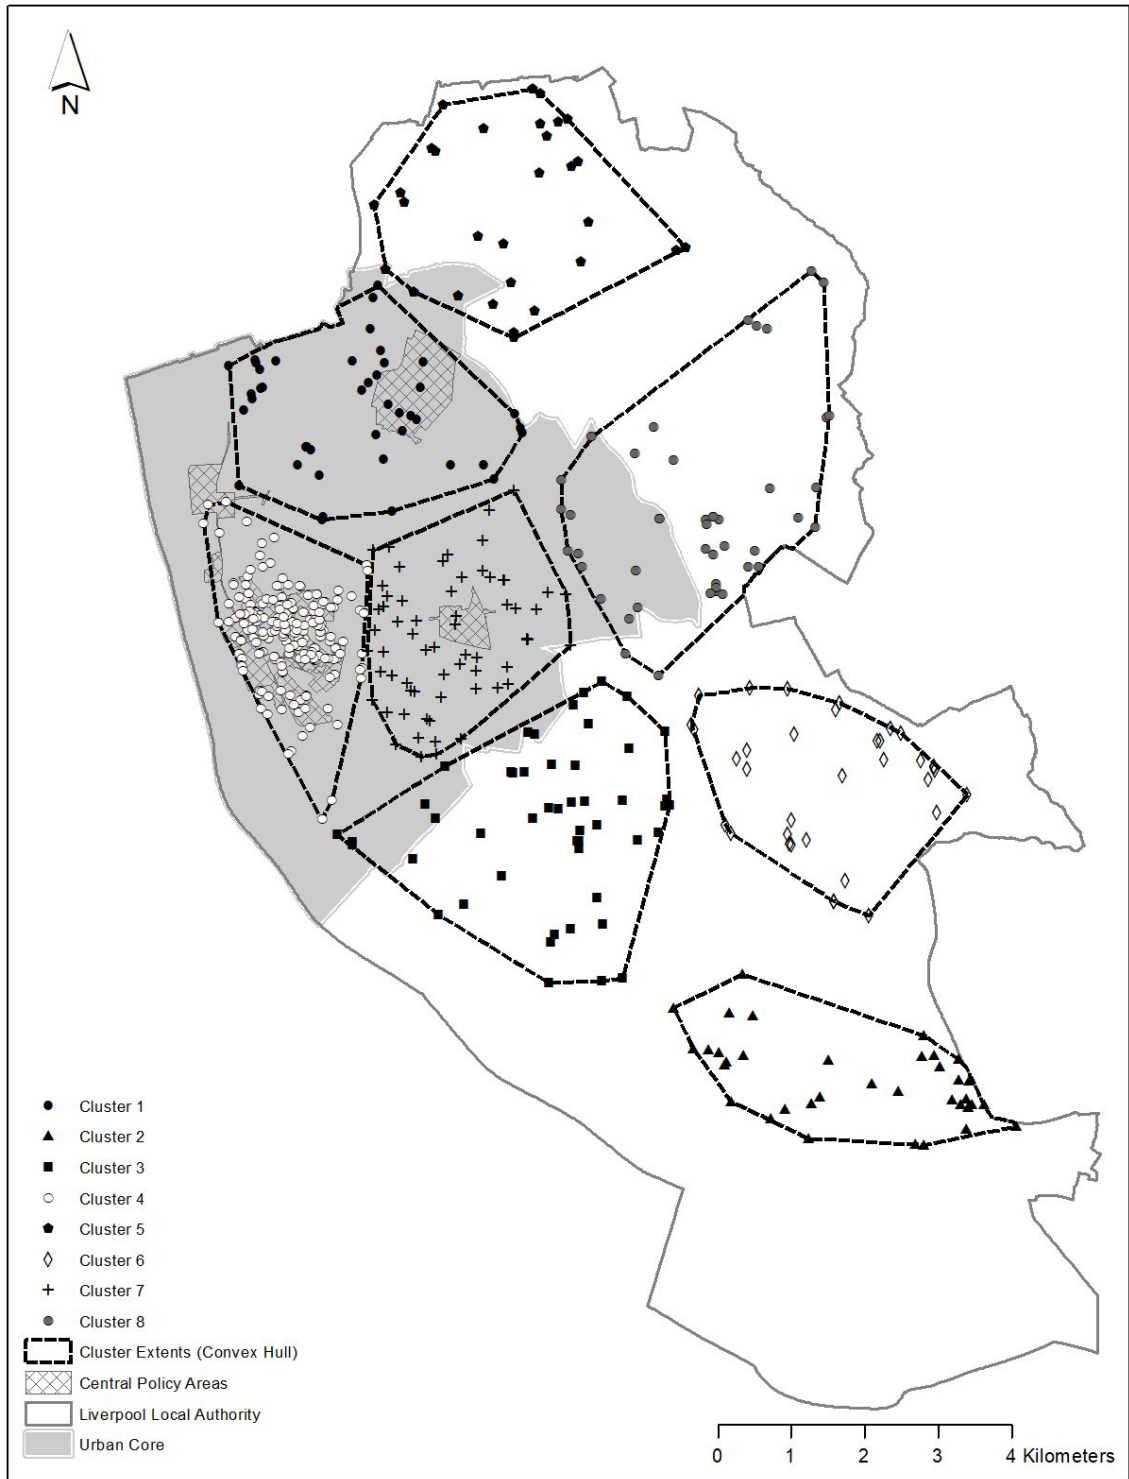 N
Cluster 1
Cluster 2
Cluster 3
Cluster 4
Cluster 5
Cluster 6
Cluster 7
Cluster 8
Cluster Extents (Convex Hull)
Central Policy Areas
Liverpool Local Authority
Urban Core
0 1 2 3 4 Kilometers